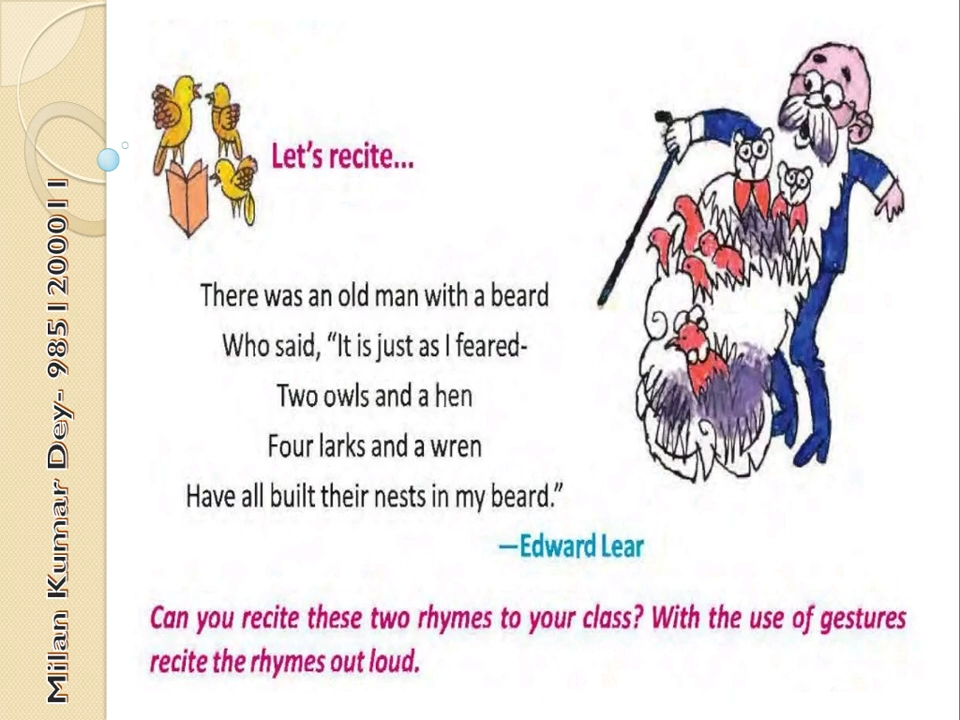 Let's recite...
There was an old man with a beard
Who said, “It is just as I feared-
Two owls and a hen
Four larks and a wren
Have all built their nests in my beard.”
—Edward Lear
Can you recite these two rhymes to your class? With the use of gestures
recite the rhymes out loud.
Milan Kumar Dey- 9851200011